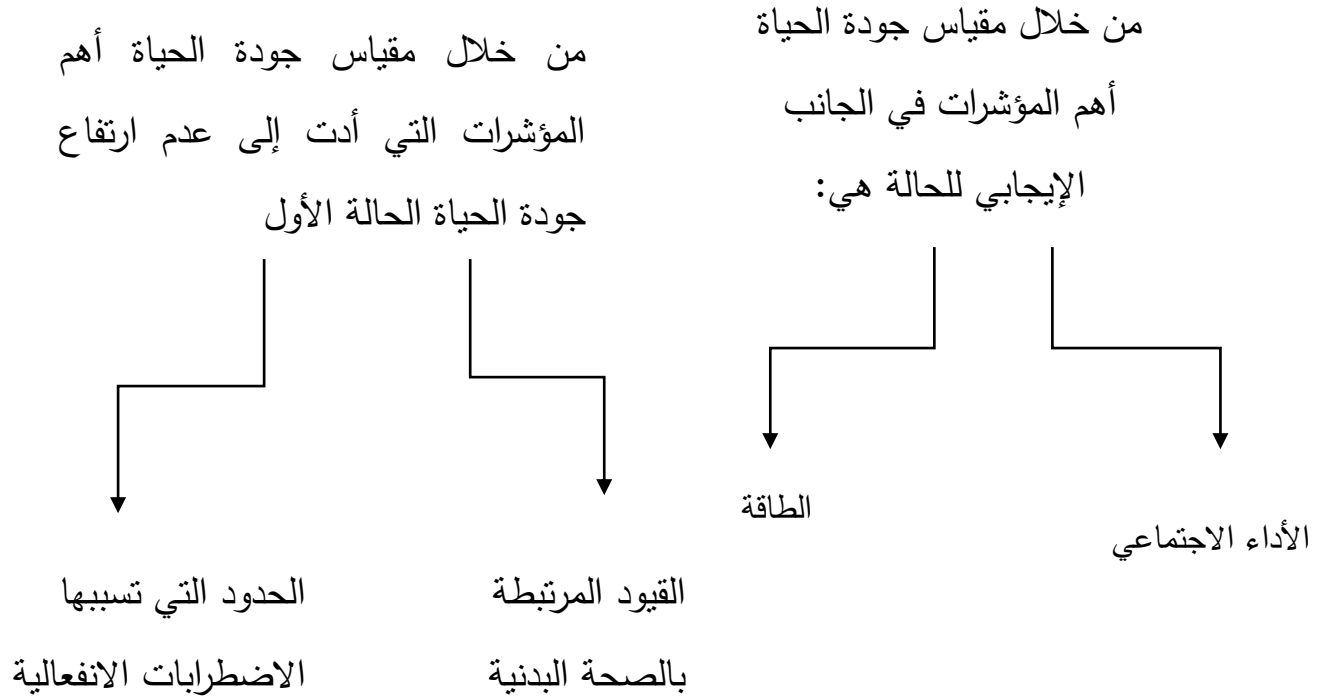 من خلال مقياس جودة الحياة
أهم المؤشرات في الجانب
الإيجابي للحالة هي:
من خلال مقياس جودة الحياة أهم
المؤشرات التي أدت إلى عدم ارتفاع
جودة الحياة الحالة الأول
الأداء الاجتماعي
الطاقة
القيود المرتبطة
بالصحة البدنية
الحدود التي تسببها
الاضطرابات الانفعالية